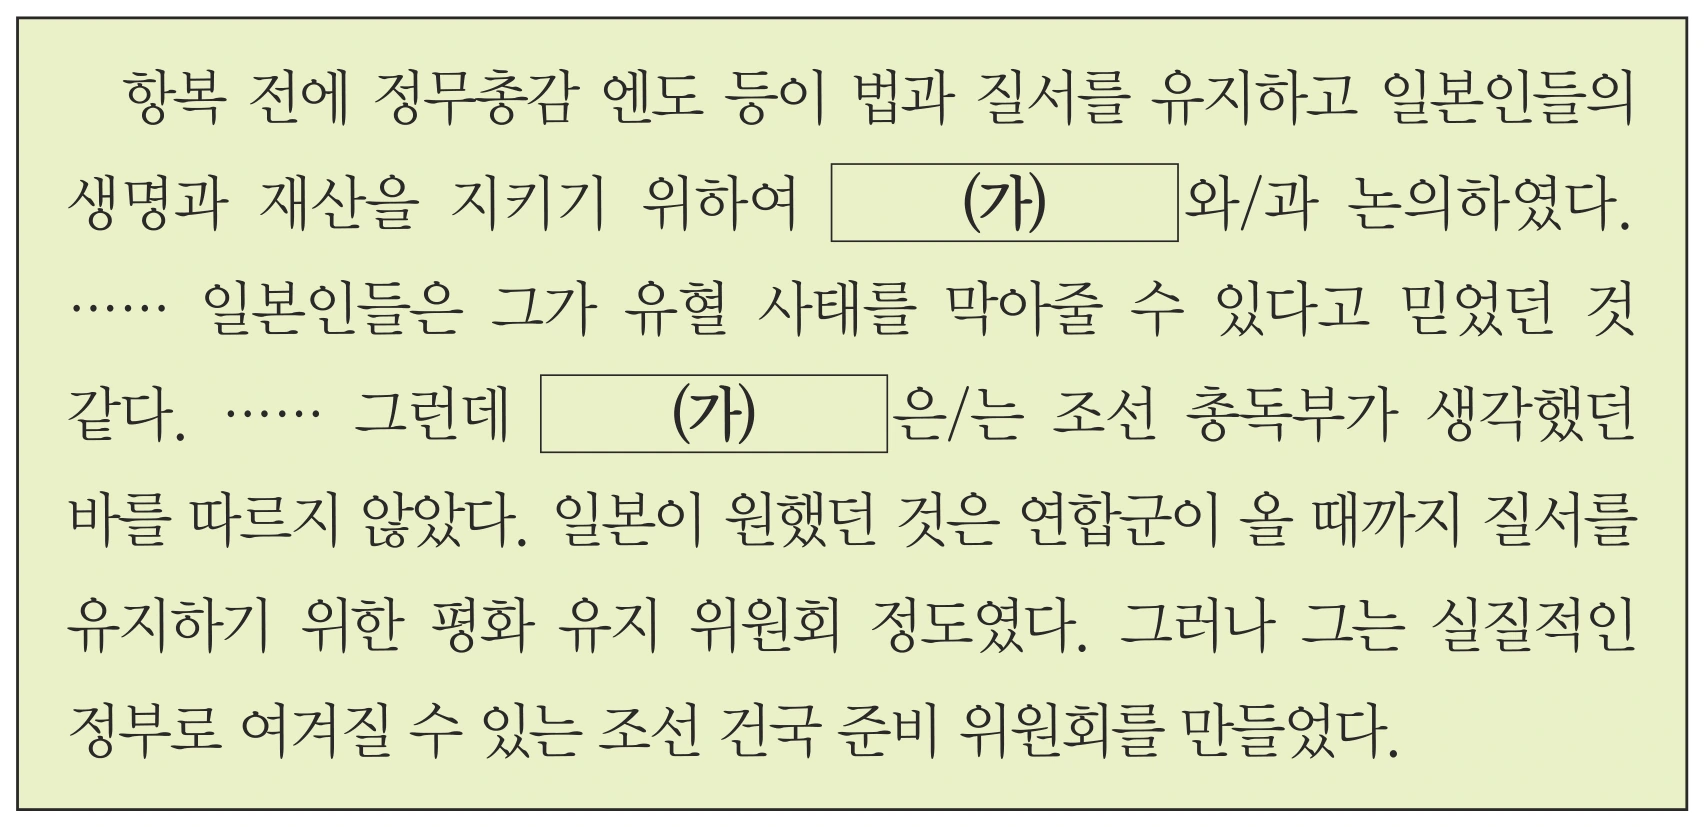 항복 전에 정무총감 엔도 등이 법과 질서를 유지하고 일본인들의
생명과 재산을 지키기 위하여 (가) 와/과 논의하였다.
…… 일본인들은 그가 유혈 사태를 막아줄 수 있다고 믿었던 것
같다. …… 그런데 (가) 은/는 조선 총독부가 생각했던
바를 따르지 않았다. 일본이 원했던 것은 연합군이 올 때까지 질서를
유지하기 위한 평화 유지 위원회 정도였다. 그러나 그는 실질적인
정부로 여겨질 수 있는 조선 건국 준비 위원회를 만들었다.